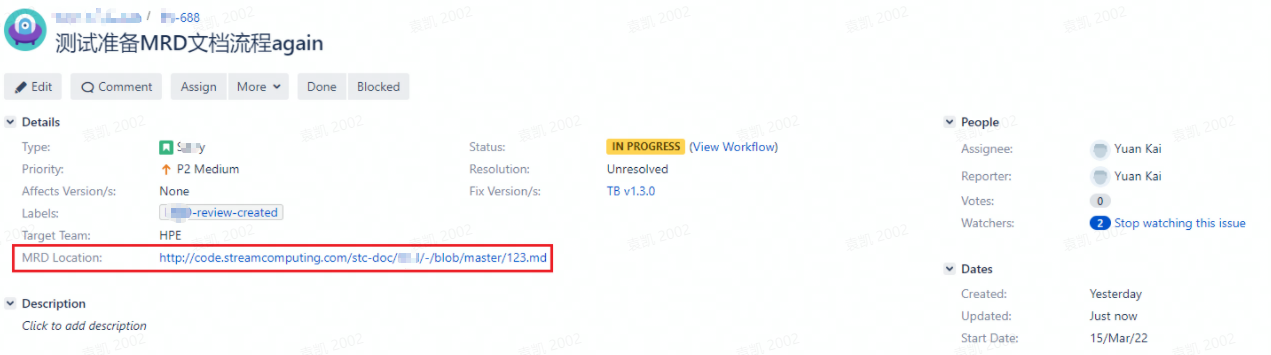 / -688
测试准备MRD文档流程again
Edit Comment Assign More Done Blocked
Details
Type:
Status: IN PROGRESS (View Workflow)
Priority: P2 Medium
Resolution: Unresolved
Affects Version/s: None
Fix Version/s: TB v1.3.0
Labels: -review-created
Target Team: HPE
MRD Location: http://code.streamcomputing.com/stc-doc/ /-/blob/master/123.md
Description
Click to add description
People
Assignee: Yuan Kai
Reporter: Yuan Kai
Votes: 0
Watchers: 2 Stop watching this issue
Dates
Created: Yesterday
Updated: Just now
Start Date: 15/Mar/22
袁凯 2002